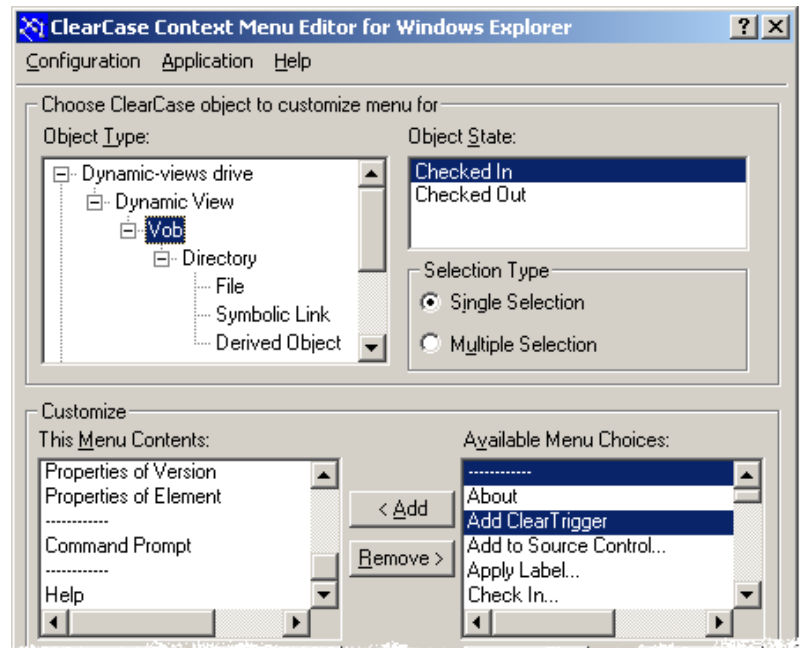 ClearCase Context Menu Editor for Windows Explorer
Configuration Application Help
Choose ClearCase object to customize menu for
Object Type:
Dynamic-views drive
Dynamic View
Vob
Directory
File
Symbolic Link
Derived Object
Object State:
Checked In
Checked Out
Selection Type
Single Selection
Multiple Selection
Customize
This Menu Contents:
Properties of Version
Properties of Element
------------
Command Prompt
------------
Help
< Add
Remove >
Available Menu Choices:
------------
About
Add ClearTrigger
Add to Source Control...
Apply Label...
Check In...